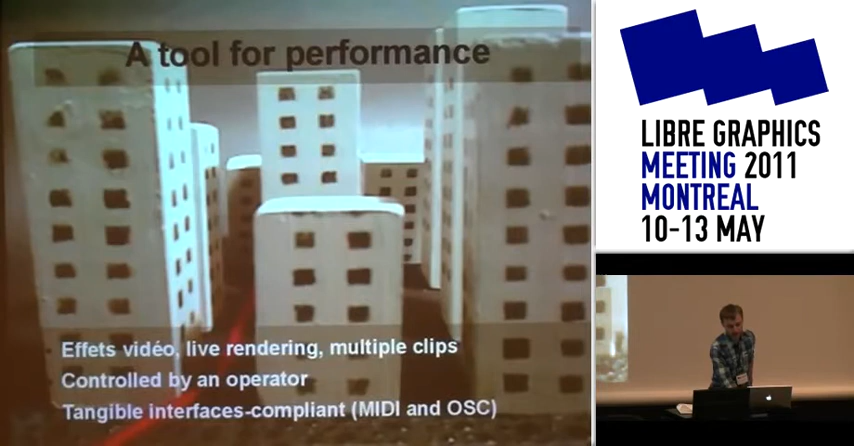 A tool for performance
Effets vidéo, live rendering, multiple clips
Controlled by an operator
Tangible interfaces-compliant (MIDI and OSC)
LIBRE GRAPHICS
MEETING 2011
MONTREAL
10-13 MAY